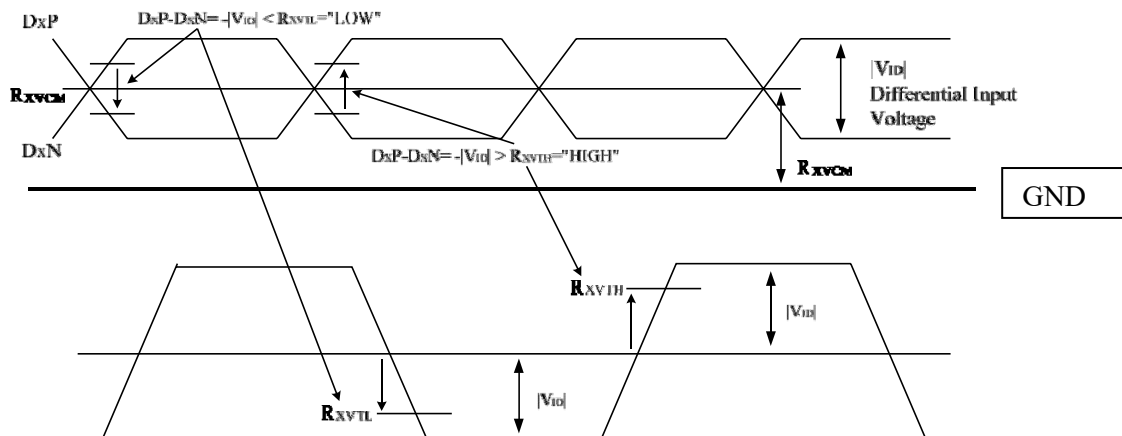 DxP
DxP-DxN= -|VID| < RXVTL="LOW"
RXVCM
|VID|
Differential Input
Voltage
DxN
DxP-DxN= -|VID| > RXVTH="HIGH"
RXVCM
GND
RXVTH
|VID|
|VID|
RXVTL